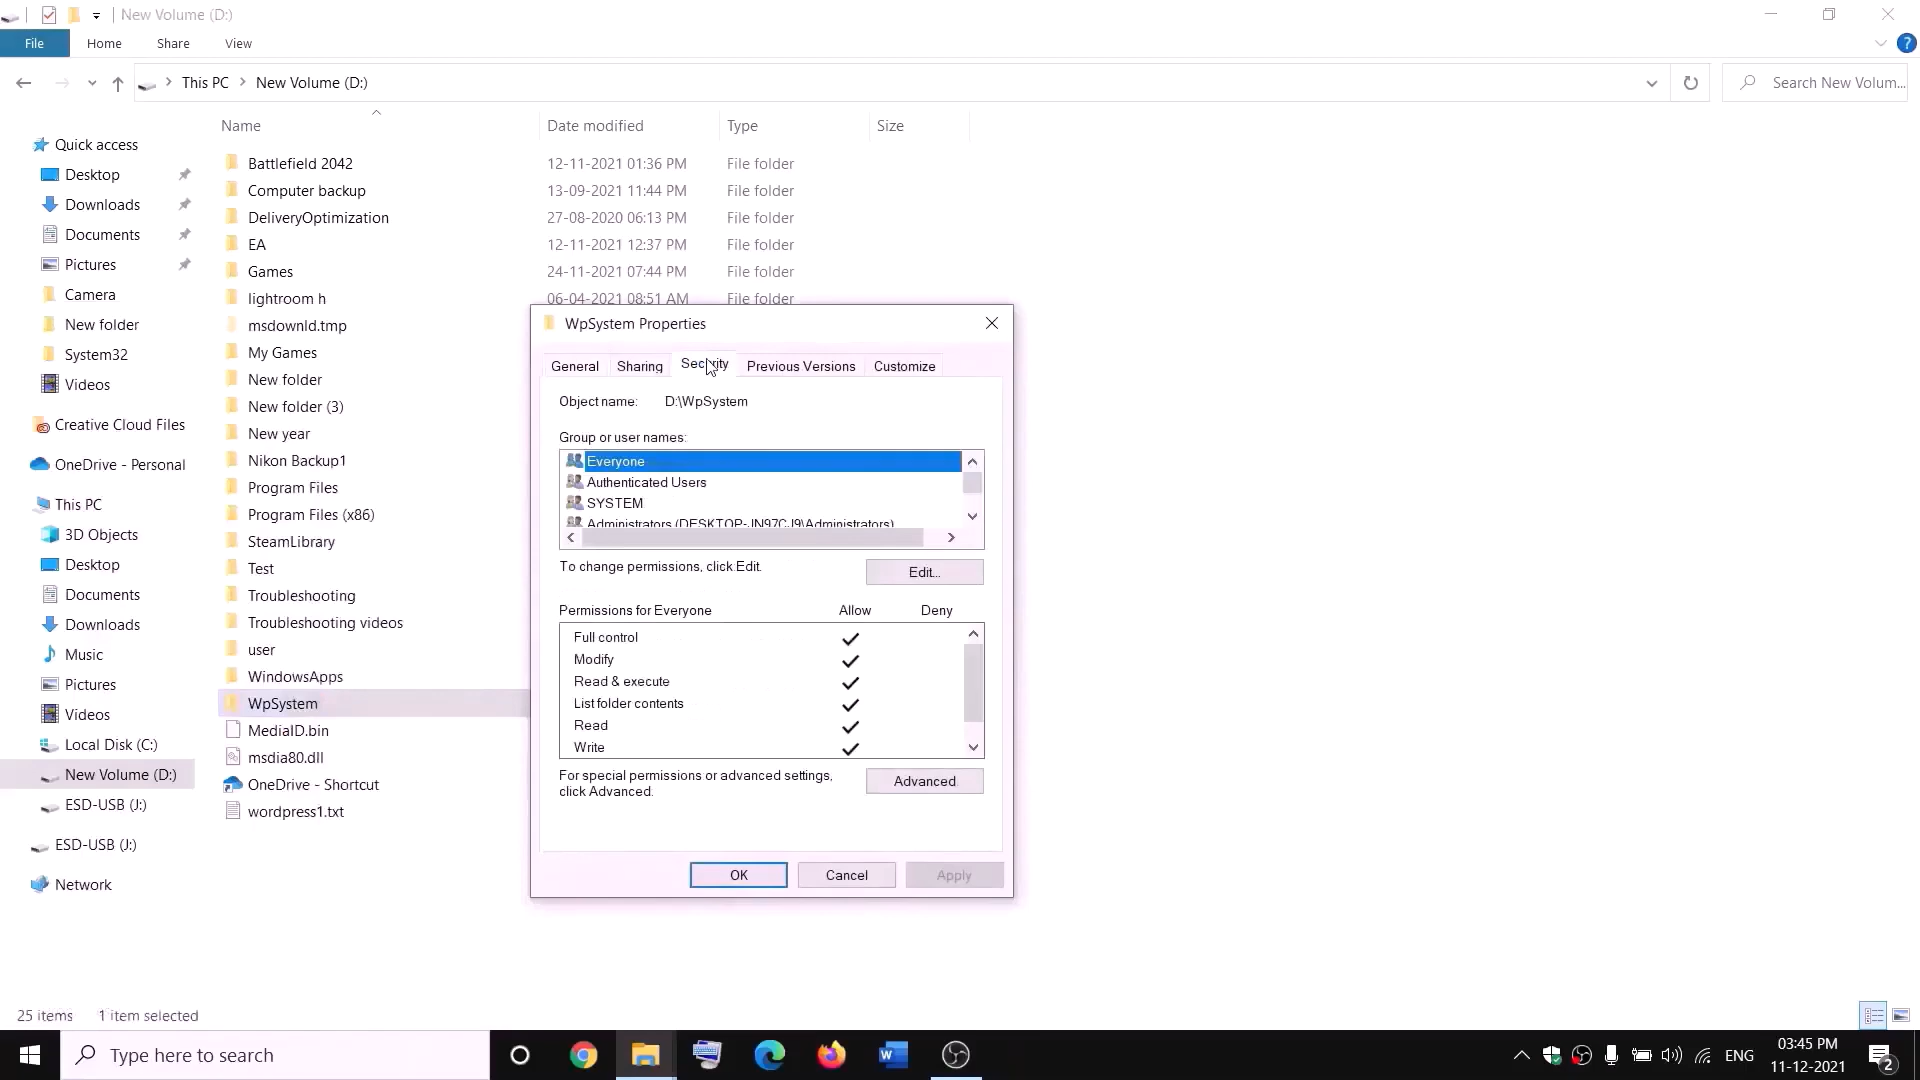 New Volume (D:)
File Home Share View
This PC New Volume (D:) Search New Volum...
Name Date modified Type Size
Quick access
Desktop
Downloads
Documents
Pictures
Camera
New folder
System32
Videos
Creative Cloud Files
OneDrive - Personal
This PC
3D Objects
Desktop
Documents
Downloads
Music
Pictures
Videos
Local Disk (C:)
New Volume (D:)
ESD-USB (J:)
ESD-USB (J:)
Network
Battlefield 2042 12-11-2021 01:36 PM File folder
Computer backup 13-09-2021 11:44 PM File folder
DeliveryOptimization 27-08-2020 06:13 PM File folder
EA 12-11-2021 12:37 PM File folder
Games 24-11-2021 07:44 PM File folder
lightroom h 06-04-2021 08:51 AM File folder
msdownld.tmp
My Games
New folder
New folder (3)
New year
Nikon Backup1
Program Files
Program Files (x86)
SteamLibrary
Test
Troubleshooting
Troubleshooting videos
user
WindowsApps
WpSystem
MediaID.bin
msdia80.dll
OneDrive - Shortcut
wordpress1.txt
WpSystem Properties
General Sharing Security Previous Versions Customize
Object name: D:\WpSystem
Group or user names:
Everyone
Authenticated Users
SYSTEM
Administrators (DESKTOP-JN97CJ9\Administrators)
To change permissions, click Edit. Edit...
Permissions for Everyone Allow Deny
Full control
Modify
Read & execute
List folder contents
Read
Write
For special permissions or advanced settings,
click Advanced. Advanced
OK Cancel Apply
25 items 1 item selected
Type here to search
ENG
03:45 PM
11-12-2021
2